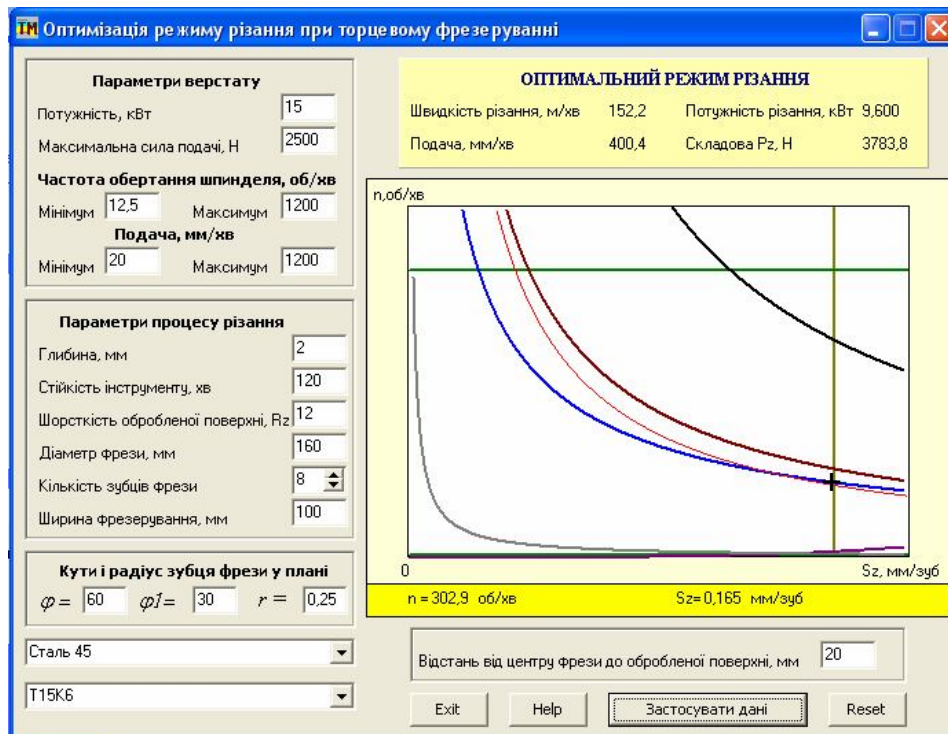 TM Оптимізація режиму різання при торцевому фрезеруванні
Параметри верстату
Потужність, кВт 15
Максимальна сила подачі, Н 2500
Частота обертання шпинделя, об/хв
Мінімум 12,5 Максимум 1200
Подача, мм/хв
Мінімум 20 Максимум 1200
Параметри процесу різання
Глибина, мм 2
Стійкість інструменту, хв 120
Шорсткість обробленої поверхні, Rz 12
Діаметр фрези, мм 160
Кількість зубців фрези 8
Ширина фрезерування, мм 100
Кути і радіус зубця фрези у плані
φ = 60 φ1= 30 r = 0,25
Сталь 45
Т15К6
ОПТИМАЛЬНИЙ РЕЖИМ РІЗАННЯ
Швидкість різання, м/хв 152,2 Потужність різання, кВт 9,600
Подача, мм/хв 400,4 Складова Pz, Н 3783,8
n,об/хв
0 Sz, мм/зуб
n = 302,9 об/хв Sz=0,165 мм/зуб
Відстань від центру фрези до обробленої поверхні, мм 20
Exit Help Застосувати дані Reset